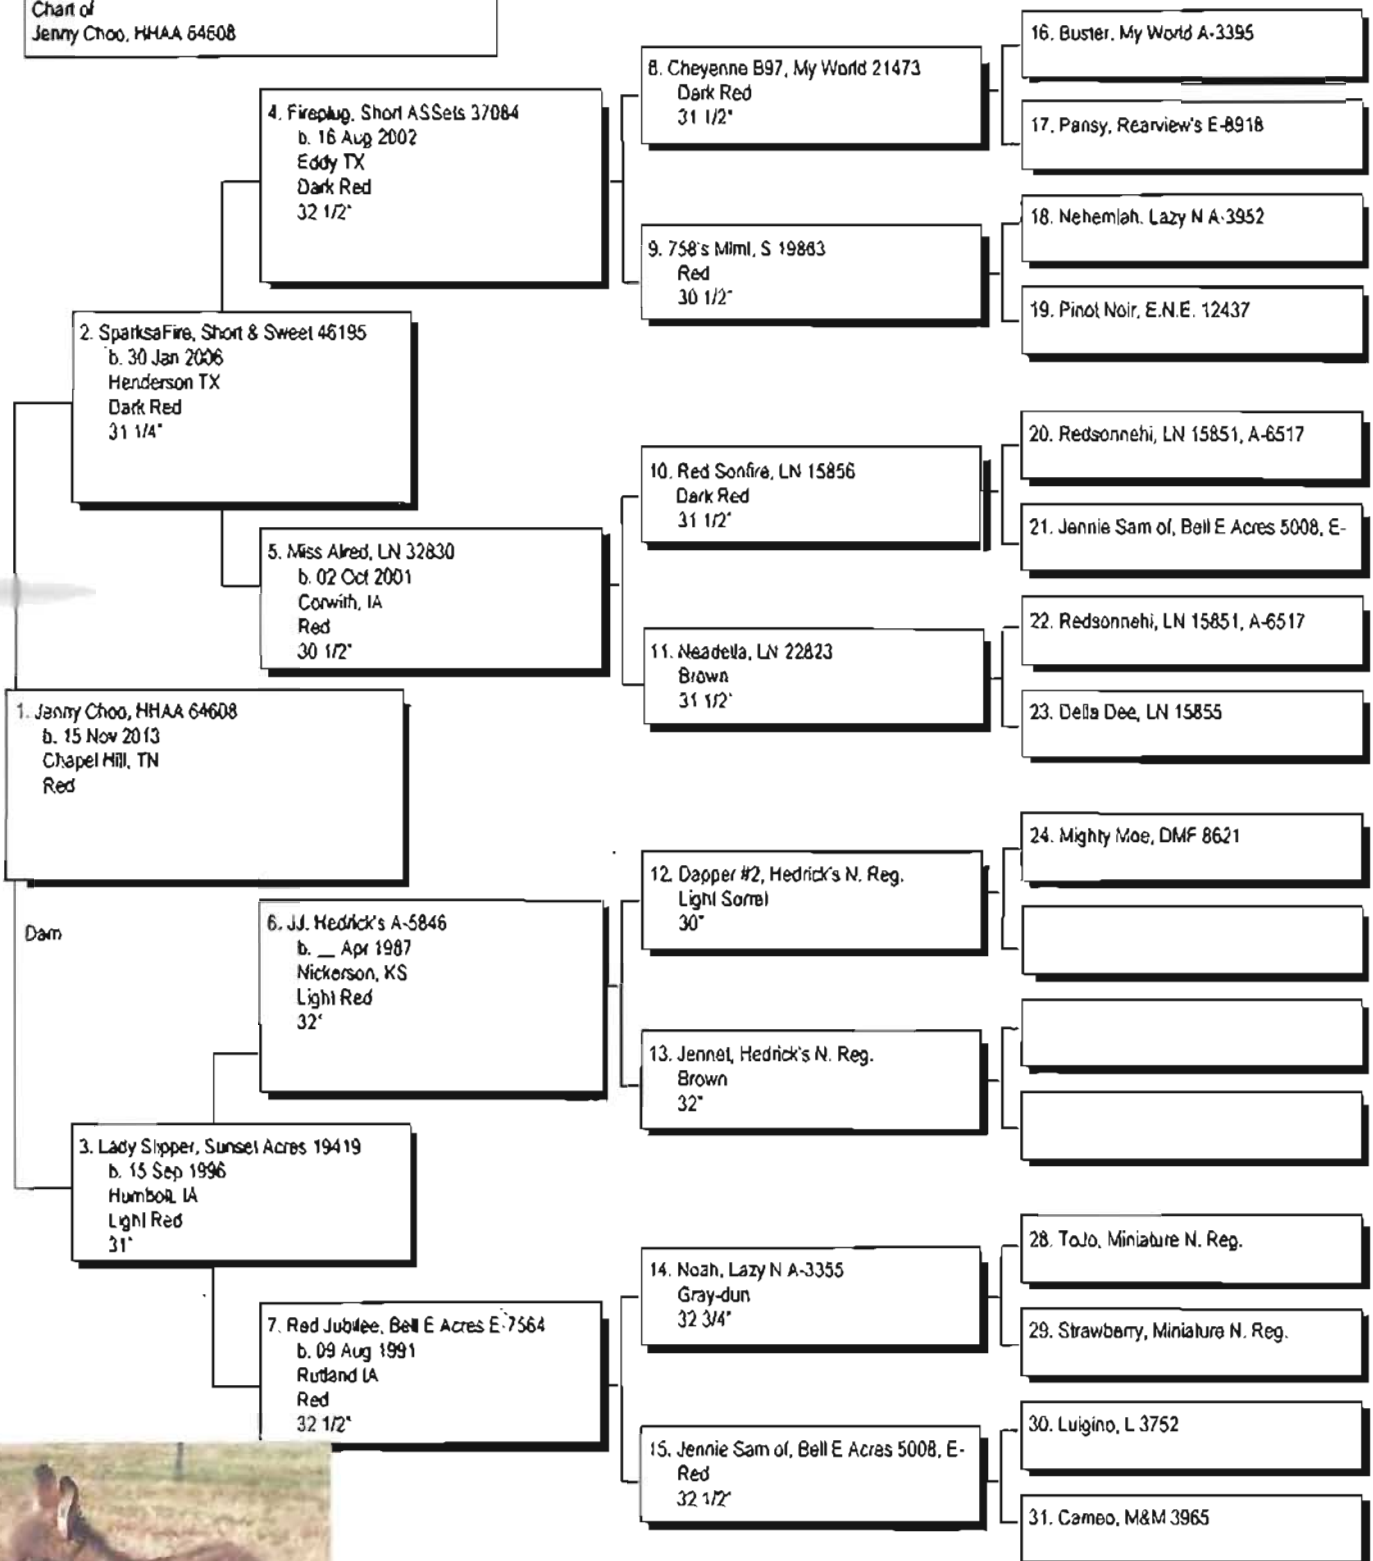 Chart of
Jenny Choo, HHAA 64608
16. Buster, My World A-3395
8. Cheyenne B97, My World 21473
Dark Red
31 1/2"
17. Pansy, Rearview's E-8918
4. Fireplug, Short ASSets 37084
b. 16 Aug 2002
Eddy TX
Dark Red
32 1/2"
18. Nehemiah, Lazy N A-3952
9. 758's Mimi, S 19863
Red
30 1/2"
19. Pinot Noir, E.N.E. 12437
2. SparksaFire, Short & Sweet 46195
b. 30 Jan 2006
Henderson TX
Dark Red
31 1/4"
20. Redsonnehi, LN 15851, A-6517
10. Red Sonfire, LN 15856
Dark Red
31 1/2"
21. Jennie Sam of, Bell E Acres 5008, E-
5. Miss Alred, LN 32830
b. 02 Oct 2001
Corwith, IA
Red
30 1/2"
22. Redsonnehi, LN 15851, A-6517
11. Neadella, LN 22823
Brown
31 1/2"
23. Della Dee, LN 15855
1. Jenny Choo, HHAA 64608
b. 15 Nov 2013
Chapel Hill, TN
Red
24. Mighty Moe, DMF 8621
12. Dapper #2, Hedrick's N. Reg.
Light Sorrel
30"
Dam
6. J.J. Hedrick's A-5846
b. __ Apr 1987
Nickerson, KS
Light Red
32"
13. Jennet, Hedrick's N. Reg.
Brown
32"
3. Lady Slipper, Sunset Acres 19419
b. 15 Sep 1996
Humbolt, IA
Light Red
31"
28. ToJo, Miniature N. Reg.
14. Noah, Lazy N A-3355
Gray-dun
32 3/4"
29. Strawberry, Miniature N. Reg.
7. Red Jubilee, Bell E Acres E-7564
b. 09 Aug 1991
Rutland IA
Red
32 1/2"
30. Luigino, L 3752
15. Jennie Sam of, Bell E Acres 5008, E-
Red
32 1/2"
31. Cameo, M&M 3965